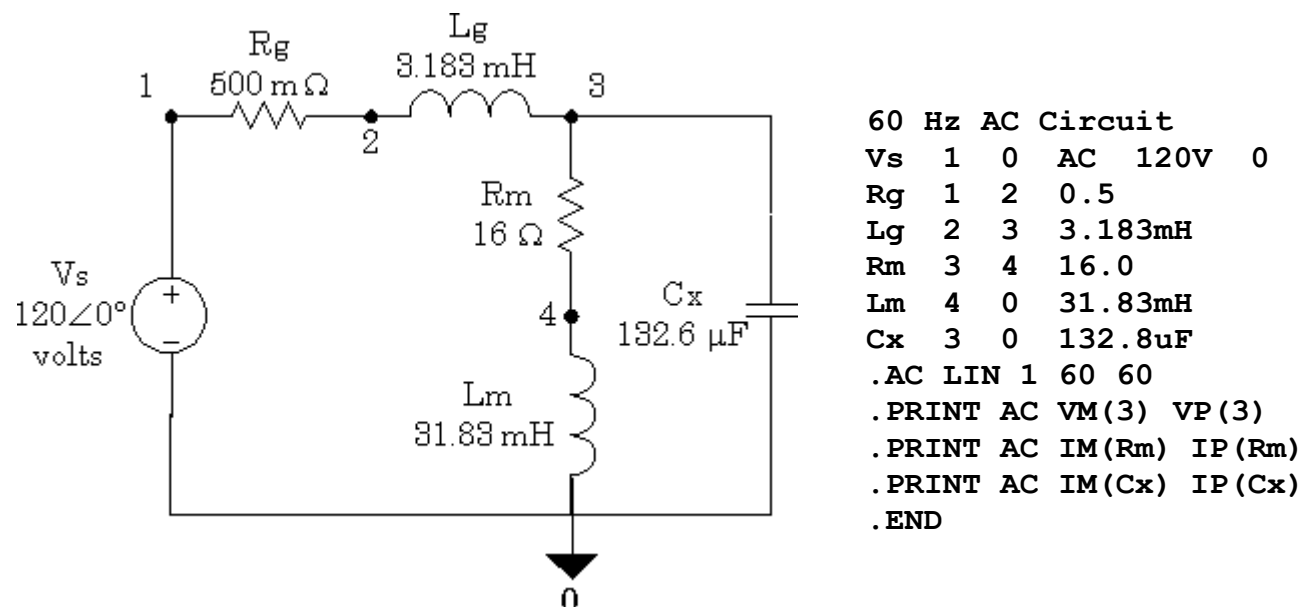 Rg
500 mΩ
Lg
3.183 mH
1
2
3
Rm
16 Ω
Vs
120∠0°
volts
+
−
4
Cx
132.6 μF
Lm
31.83 mH
0
60 Hz AC Circuit
Vs 1 0 AC 120V 0
Rg 1 2 0.5
Lg 2 3 3.183mH
Rm 3 4 16.0
Lm 4 0 31.83mH
Cx 3 0 132.8uF
.AC LIN 1 60 60
.PRINT AC VM(3) VP(3)
.PRINT AC IM(Rm) IP(Rm)
.PRINT AC IM(Cx) IP(Cx)
.END